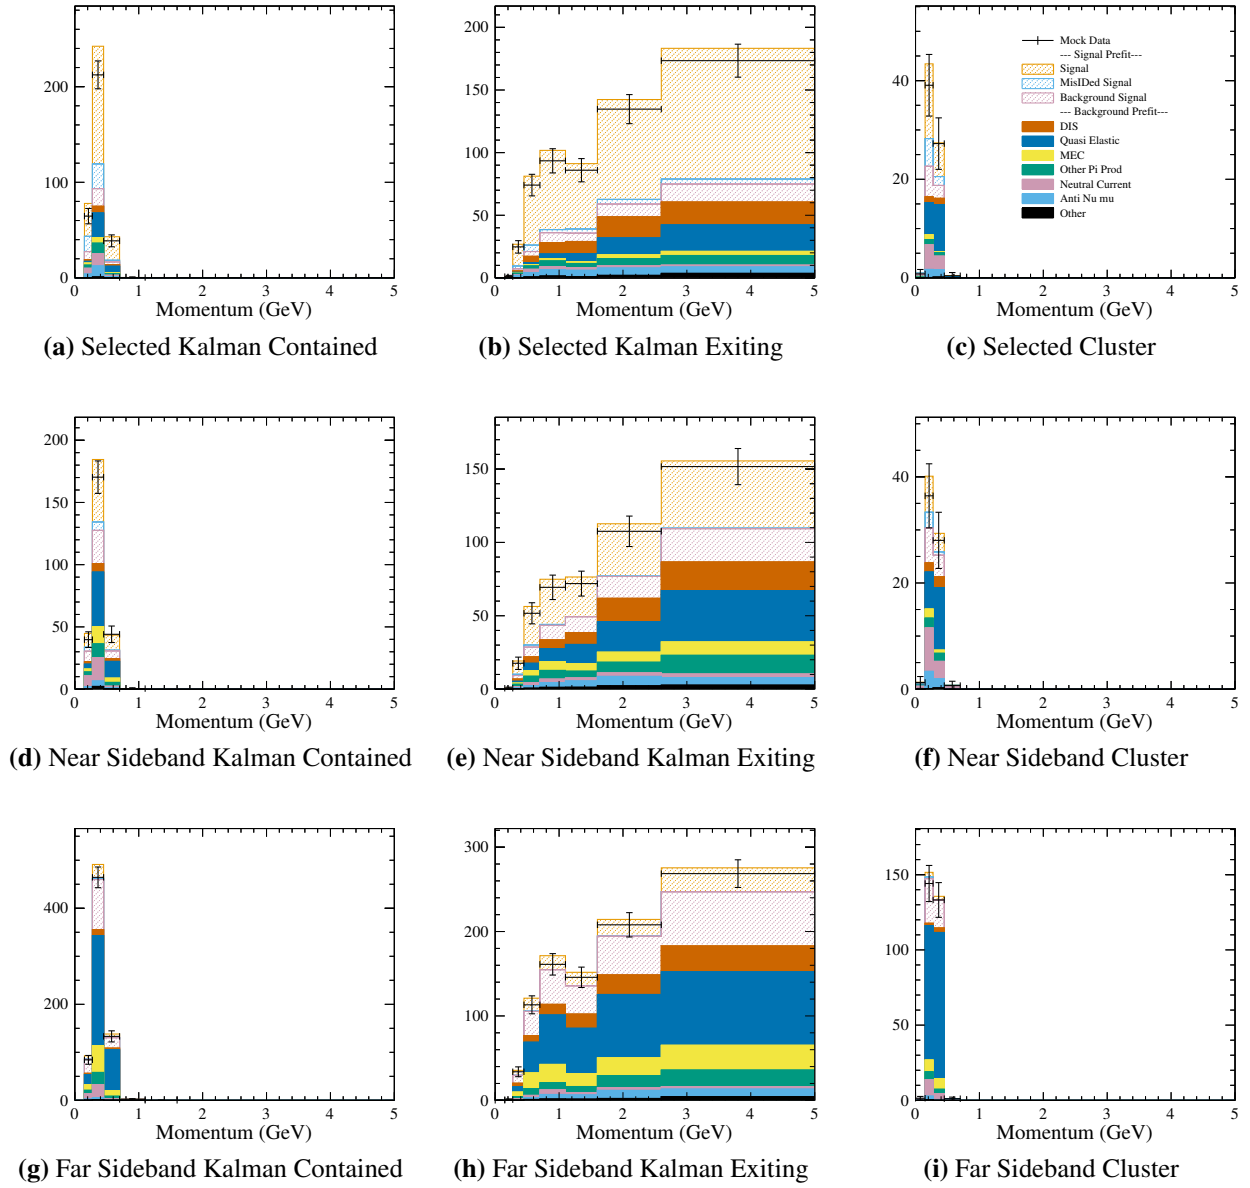 200
100
0
0 1 2 3 4 5
Momentum (GeV)
(a) Selected Kalman Contained
200
150
100
50
0
0 1 2 3 4 5
Momentum (GeV)
(b) Selected Kalman Exiting
40
20
0
Mock Data
--- Signal Prefit---
Signal
MisIDed Signal
Background Signal
--- Background Prefit---
DIS
Quasi Elastic
MEC
Other Pi Prod
Neutral Current
Anti Nu mu
Other
0 1 2 3 4 5
Momentum (GeV)
(c) Selected Cluster
200
150
100
50
0
0 1 2 3 4 5
Momentum (GeV)
(d) Near Sideband Kalman Contained
150
100
50
0
0 1 2 3 4 5
Momentum (GeV)
(e) Near Sideband Kalman Exiting
40
20
0
0 1 2 3 4 5
Momentum (GeV)
(f) Near Sideband Cluster
400
200
0
0 1 2 3 4 5
Momentum (GeV)
(g) Far Sideband Kalman Contained
300
200
100
0
0 1 2 3 4 5
Momentum (GeV)
(h) Far Sideband Kalman Exiting
150
100
50
0
0 1 2 3 4 5
Momentum (GeV)
(i) Far Sideband Cluster